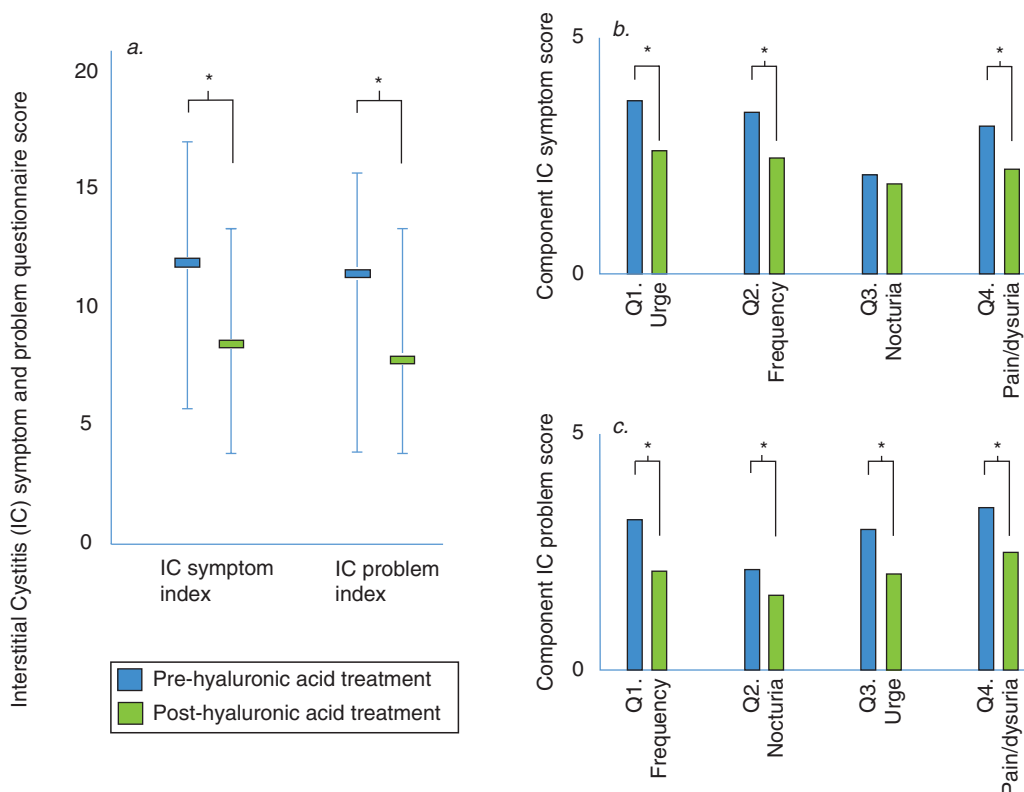 Interstitial Cystitis (IC) symptom and problem questionnaire score
a.
20
15
10
5
0
*
*
IC symptom
index
IC problem
index
Pre-hyaluronic acid treatment
Post-hyaluronic acid treatment
b.
Component IC symptom score
5
0
*
*
*
Q1.
Urge
Q2.
Frequency
Q3.
Nocturia
Q4.
Pain/dysuria
c.
Component IC problem score
5
0
*
*
*
*
Q1.
Frequency
Q2.
Nocturia
Q3.
Urge
Q4.
Pain/dysuria